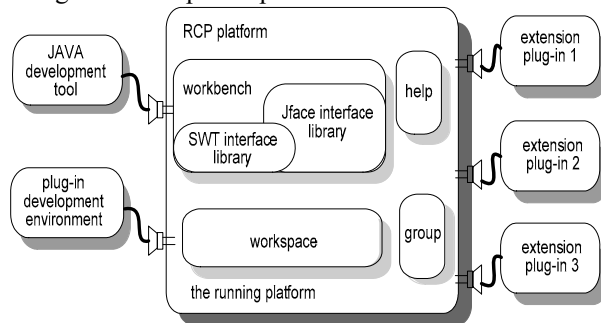 RCP platform
JAVA
development
tool
workbench
Jface interface
library
SWT interface
library
help
extension
plug-in 1
extension
plug-in 2
plug-in
development
environment
workspace
group
extension
plug-in 3
the running platform